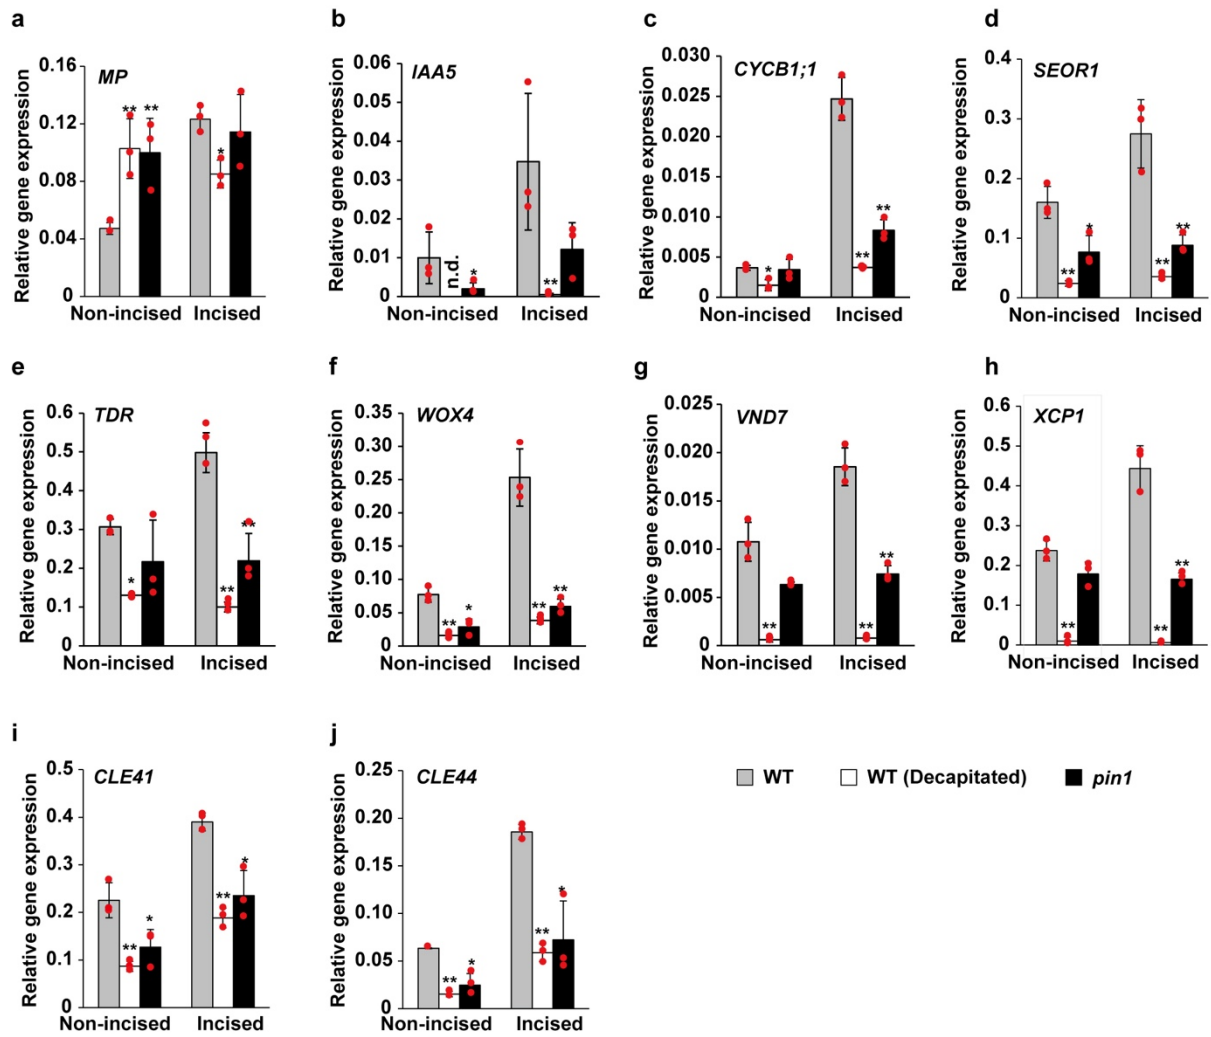 a
b
c
d
MP
IAA5
CYCB1;1
SEOR1
Relative gene expression
0.16
0.12
0.08
0.04
0
** ** *
Non-incised Incised
Relative gene expression
0.06
0.05
0.04
0.03
0.02
0.01
0
n.d. * **
Non-incised Incised
Relative gene expression
0.030
0.025
0.020
0.015
0.010
0.005
0
* ** **
Non-incised Incised
Relative gene expression
0.4
0.3
0.2
0.1
0
** * ** **
Non-incised Incised
e
f
g
h
TDR
WOX4
VND7
XCP1
Relative gene expression
0.6
0.5
0.4
0.3
0.2
0.1
0
* ** **
Non-incised Incised
Relative gene expression
0.35
0.30
0.25
0.20
0.15
0.10
0.05
0
** * ** **
Non-incised Incised
Relative gene expression
0.025
0.020
0.015
0.010
0.005
0
** ** **
Non-incised Incised
Relative gene expression
0.6
0.5
0.4
0.3
0.2
0.1
0
** ** **
Non-incised Incised
i
j
CLE41
CLE44
Relative gene expression
0.5
0.4
0.3
0.2
0.1
0
** * ** *
Non-incised Incised
Relative gene expression
0.25
0.20
0.15
0.10
0.05
0
** * ** *
Non-incised Incised
WT WT (Decapitated) pin1